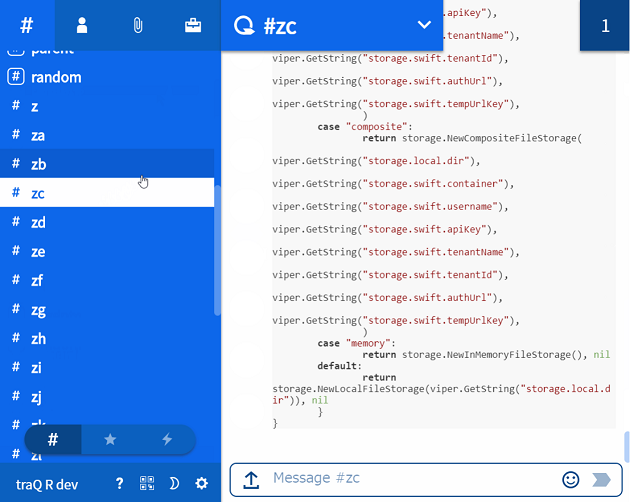 #
#zc
1
parent
# random
# z
# za
# zb
# zc
# zd
# ze
# zf
# zg
# zh
# zi
# zj
# zk
#
traQ R dev
?
.apiKey"),
.tenantName"),
viper.GetString("storage.swift.tenantId"),
viper.GetString("storage.swift.authUrl"),
viper.GetString("storage.swift.tempUrlKey"),
)
case "composite":
return storage.NewCompositeFileStorage(
viper.GetString("storage.local.dir"),
viper.GetString("storage.swift.container"),
viper.GetString("storage.swift.username"),
viper.GetString("storage.swift.apiKey"),
viper.GetString("storage.swift.tenantName"),
viper.GetString("storage.swift.tenantId"),
viper.GetString("storage.swift.authUrl"),
viper.GetString("storage.swift.tempUrlKey"),
)
case "memory":
return storage.NewInMemoryFileStorage(), nil
default:
return
storage.NewLocalFileStorage(viper.GetString("storage.local.d
ir")), nil
}
}
Message #zc